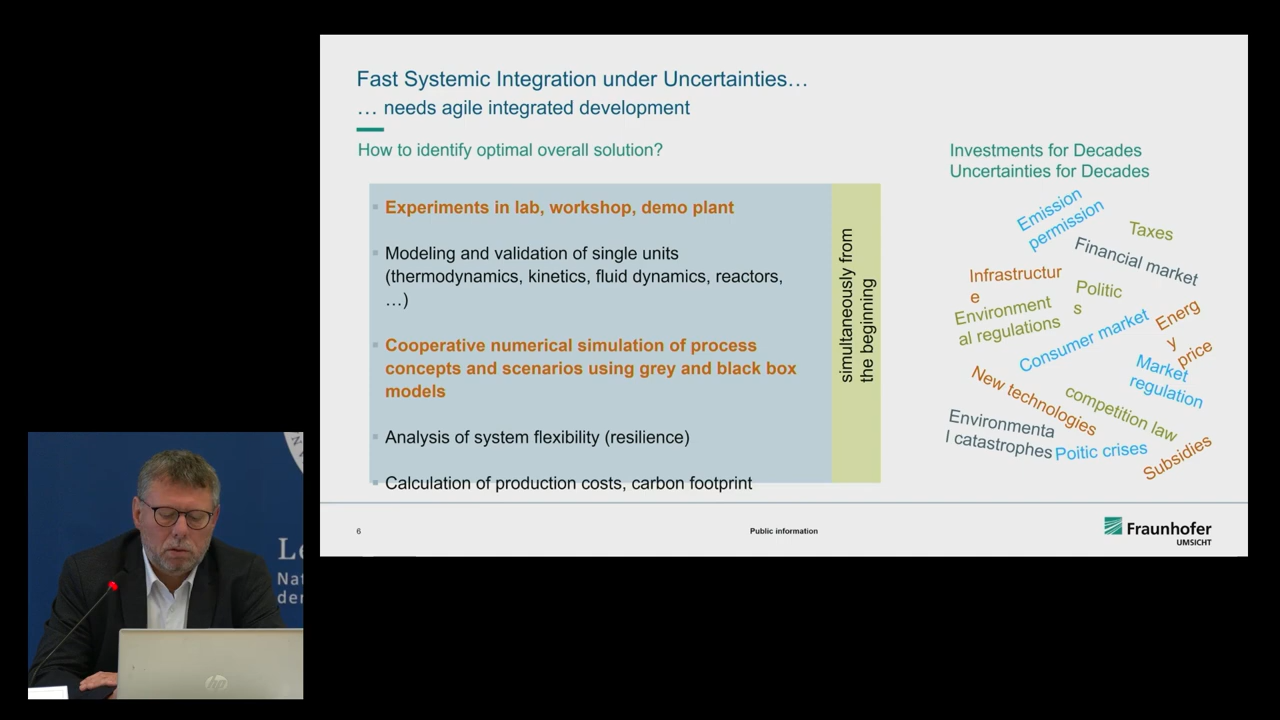 Fast Systemic Integration under Uncertainties…
… needs agile integrated development
How to identify optimal overall solution?
Experiments in lab, workshop, demo plant
Modeling and validation of single units
(thermodynamics, kinetics, fluid dynamics, reactors,
…)
Cooperative numerical simulation of process
concepts and scenarios using grey and black box
models
Analysis of system flexibility (resilience)
Calculation of production costs, carbon footprint
simultaneously from
the beginning
Investments for Decades
Uncertainties for Decades
Emission
permission
Taxes
Financial market
Infrastructur
e
Politic
s
Environment
al regulations
Energ
y
price
Consumer market
Market
regulation
New technologies
competition law
Environmenta
l catastrophes
Poitic crises
Subsidies
6
Public information
Fraunhofer
UMSICHT
Nat
der
hp